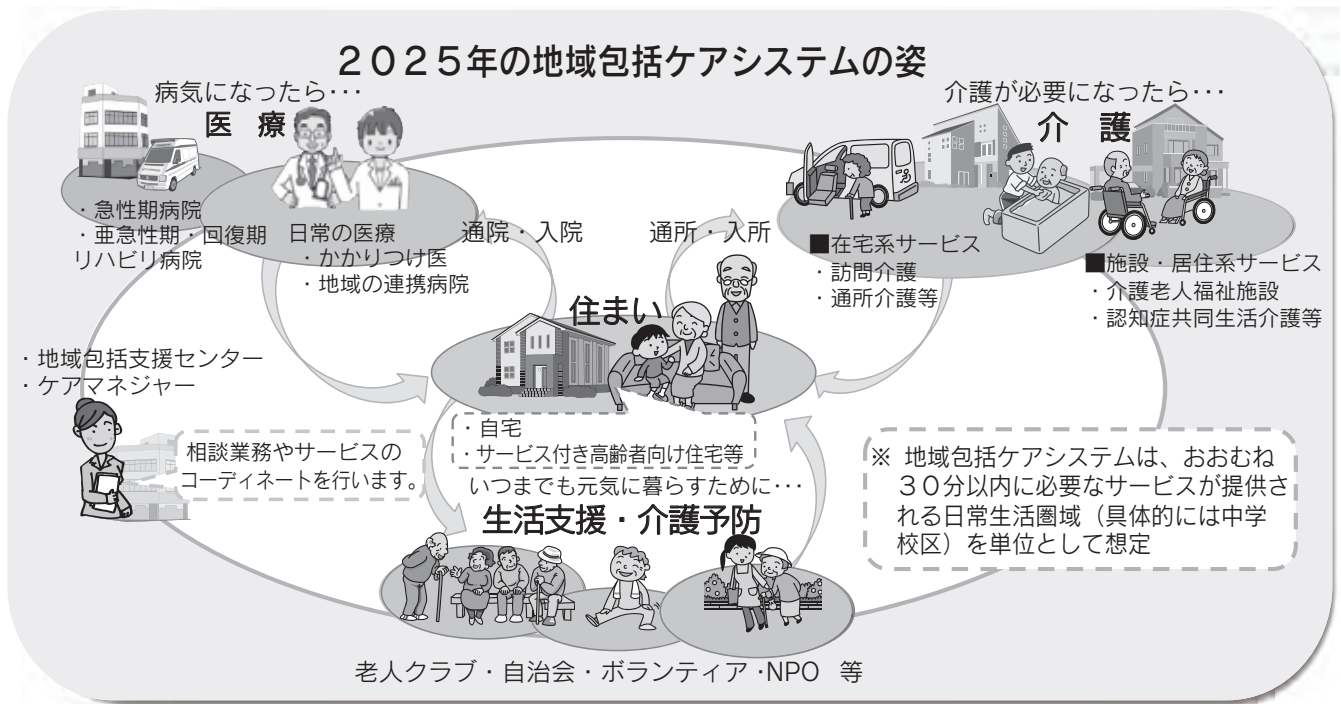 2025年の地域包括ケアシステムの姿
病気になったら･･･
医 療
・急性期病院
・亜急性期・回復期
リハビリ病院
日常の医療
・かかりつけ医
・地域の連携病院
通院・入院
通所・入所
介護が必要になったら･･･
介 護
■在宅系サービス
・訪問介護
・通所介護等
■施設・居住系サービス
・介護老人福祉施設
・認知症共同生活介護等
住まい
・自宅
・サービス付き高齢者向け住宅等
・地域包括支援センター
・ケアマネジャー
相談業務やサービスの
コーディネートを行います。
いつまでも元気に暮らすために･･･
生活支援・介護予防
※ 地域包括ケアシステムは、おおむね
30分以内に必要なサービスが提供さ
れる日常生活圏域（具体的には中学
校区）を単位として想定
老人クラブ・自治会・ボランティア・NPO 等